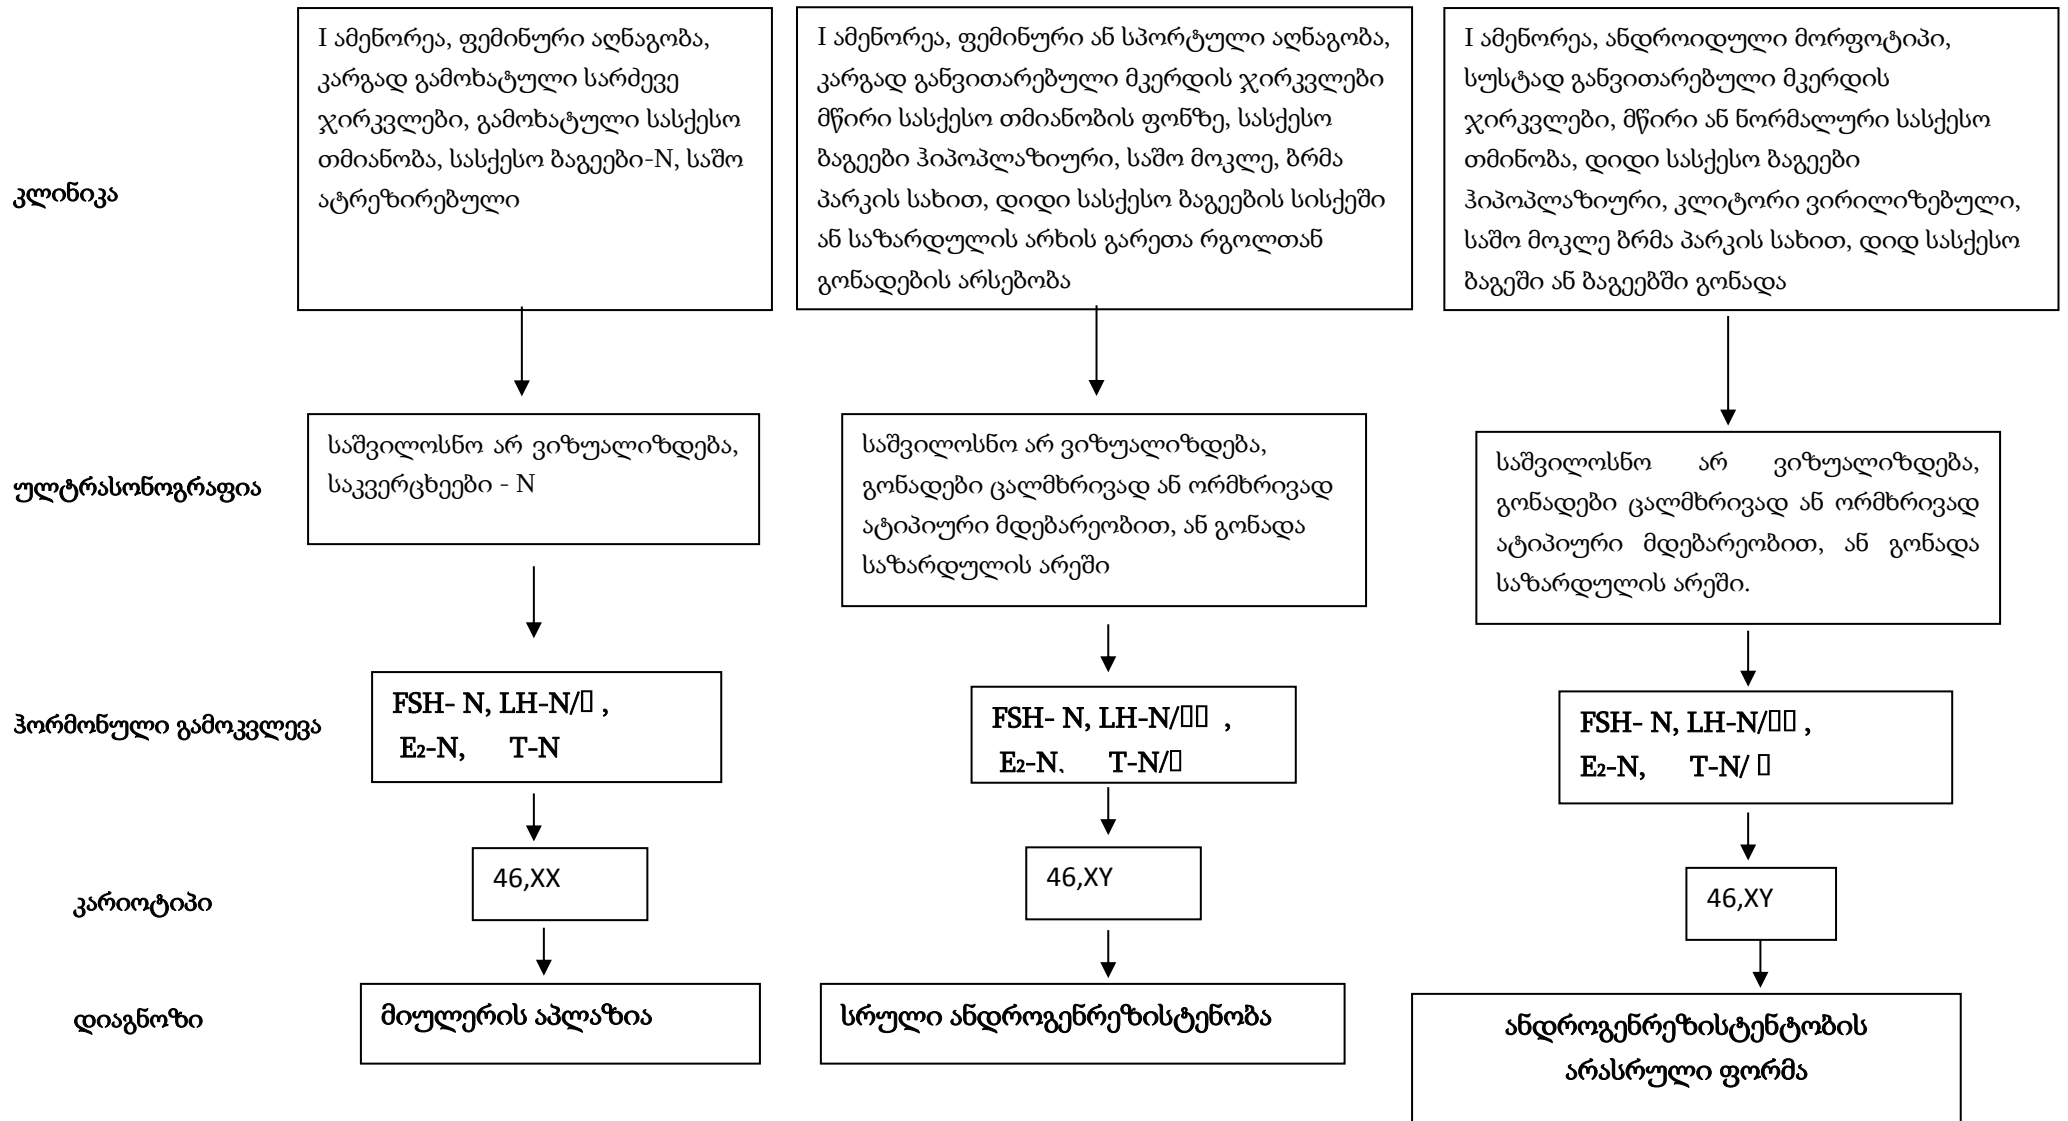 I ამენორეა, ფემინური აღნაგობა,
კარგად გამოხატული სარძევე
ჯირკვლები, გამოხატული სასქესო
თმიანობა, სასქესო ბაგეები-N, საშო
ატრეზირებული
I ამენორეა, ფემინური ან სპორტული აღნაგობა,
კარგად განვითარებული მკერდის ჯირკვლები
მწირი სასქესო თმიანობის ფონზე, სასქესო
ბაგეები ჰიპოპლაზიური, საშო მოკლე, ბრმა
პარკის სახით, დიდი სასქესო ბაგეების სისქეში
ან საზარდულის არხის გარეთა რგოლთან
გონადების არსებობა
I ამენორეა, ანდროიდული მორფოტიპი,
სუსტად განვითარებული მკერდის
ჯირკვლები, მწირი ან ნორმალური სასქესო
თმინობა, დიდი სასქესო ბაგეები
ჰიპოპლაზიური, კლიტორი ვირილიზებული,
საშო მოკლე ბრმა პარკის სახით, დიდ სასქესო
ბაგეში ან ბაგეებში გონადა
კლინიკა
საშვილოსნო არ ვიზუალიზდება,
საკვერცხეები - N
საშვილოსნო არ ვიზუალიზდება,
გონადები ცალმხრივად ან ორმხრივად
ატიპიური მდებარეობით, ან გონადა
საზარდულის არეში
საშვილოსნო არ ვიზუალიზდება,
გონადები ცალმხრივად ან ორმხრივად
ატიპიური მდებარეობით, ან გონადა
საზარდულის არეში.
ულტრასონოგრაფია
FSH- N, LH-N/▯ ,
E₂-N, T-N
FSH- N, LH-N/▯▯ ,
E₂-N, T-N/▯
FSH- N, LH-N/▯▯ ,
E₂-N, T-N/ ▯
ჰორმონული გამოკვლევა
46,XX
46,XY
46,XY
კარიოტიპი
მიულერის აპლაზია
სრული ანდროგენრეზისტენობა
ანდროგენრეზისტენტობის
არასრული ფორმა
დიაგნოზი